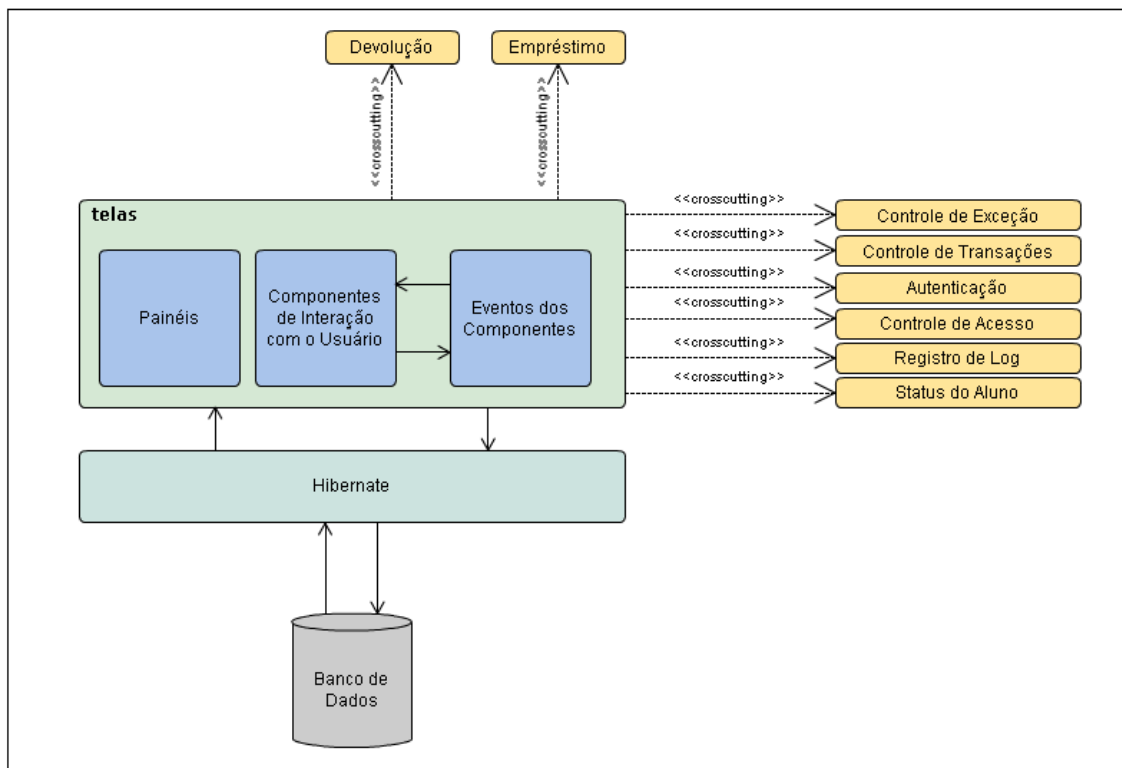 Devolução
Empréstimo
<<crosscutting>>
<<crosscutting>>
telas
Painéis
Componentes
de Interação
com o Usuário
Eventos dos
Componentes
<<crosscutting>>
Controle de Exceção
<<crosscutting>>
Controle de Transações
<<crosscutting>>
Autenticação
<<crosscutting>>
Controle de Acesso
<<crosscutting>>
Registro de Log
<<crosscutting>>
Status do Aluno
Hibernate
Banco de
Dados